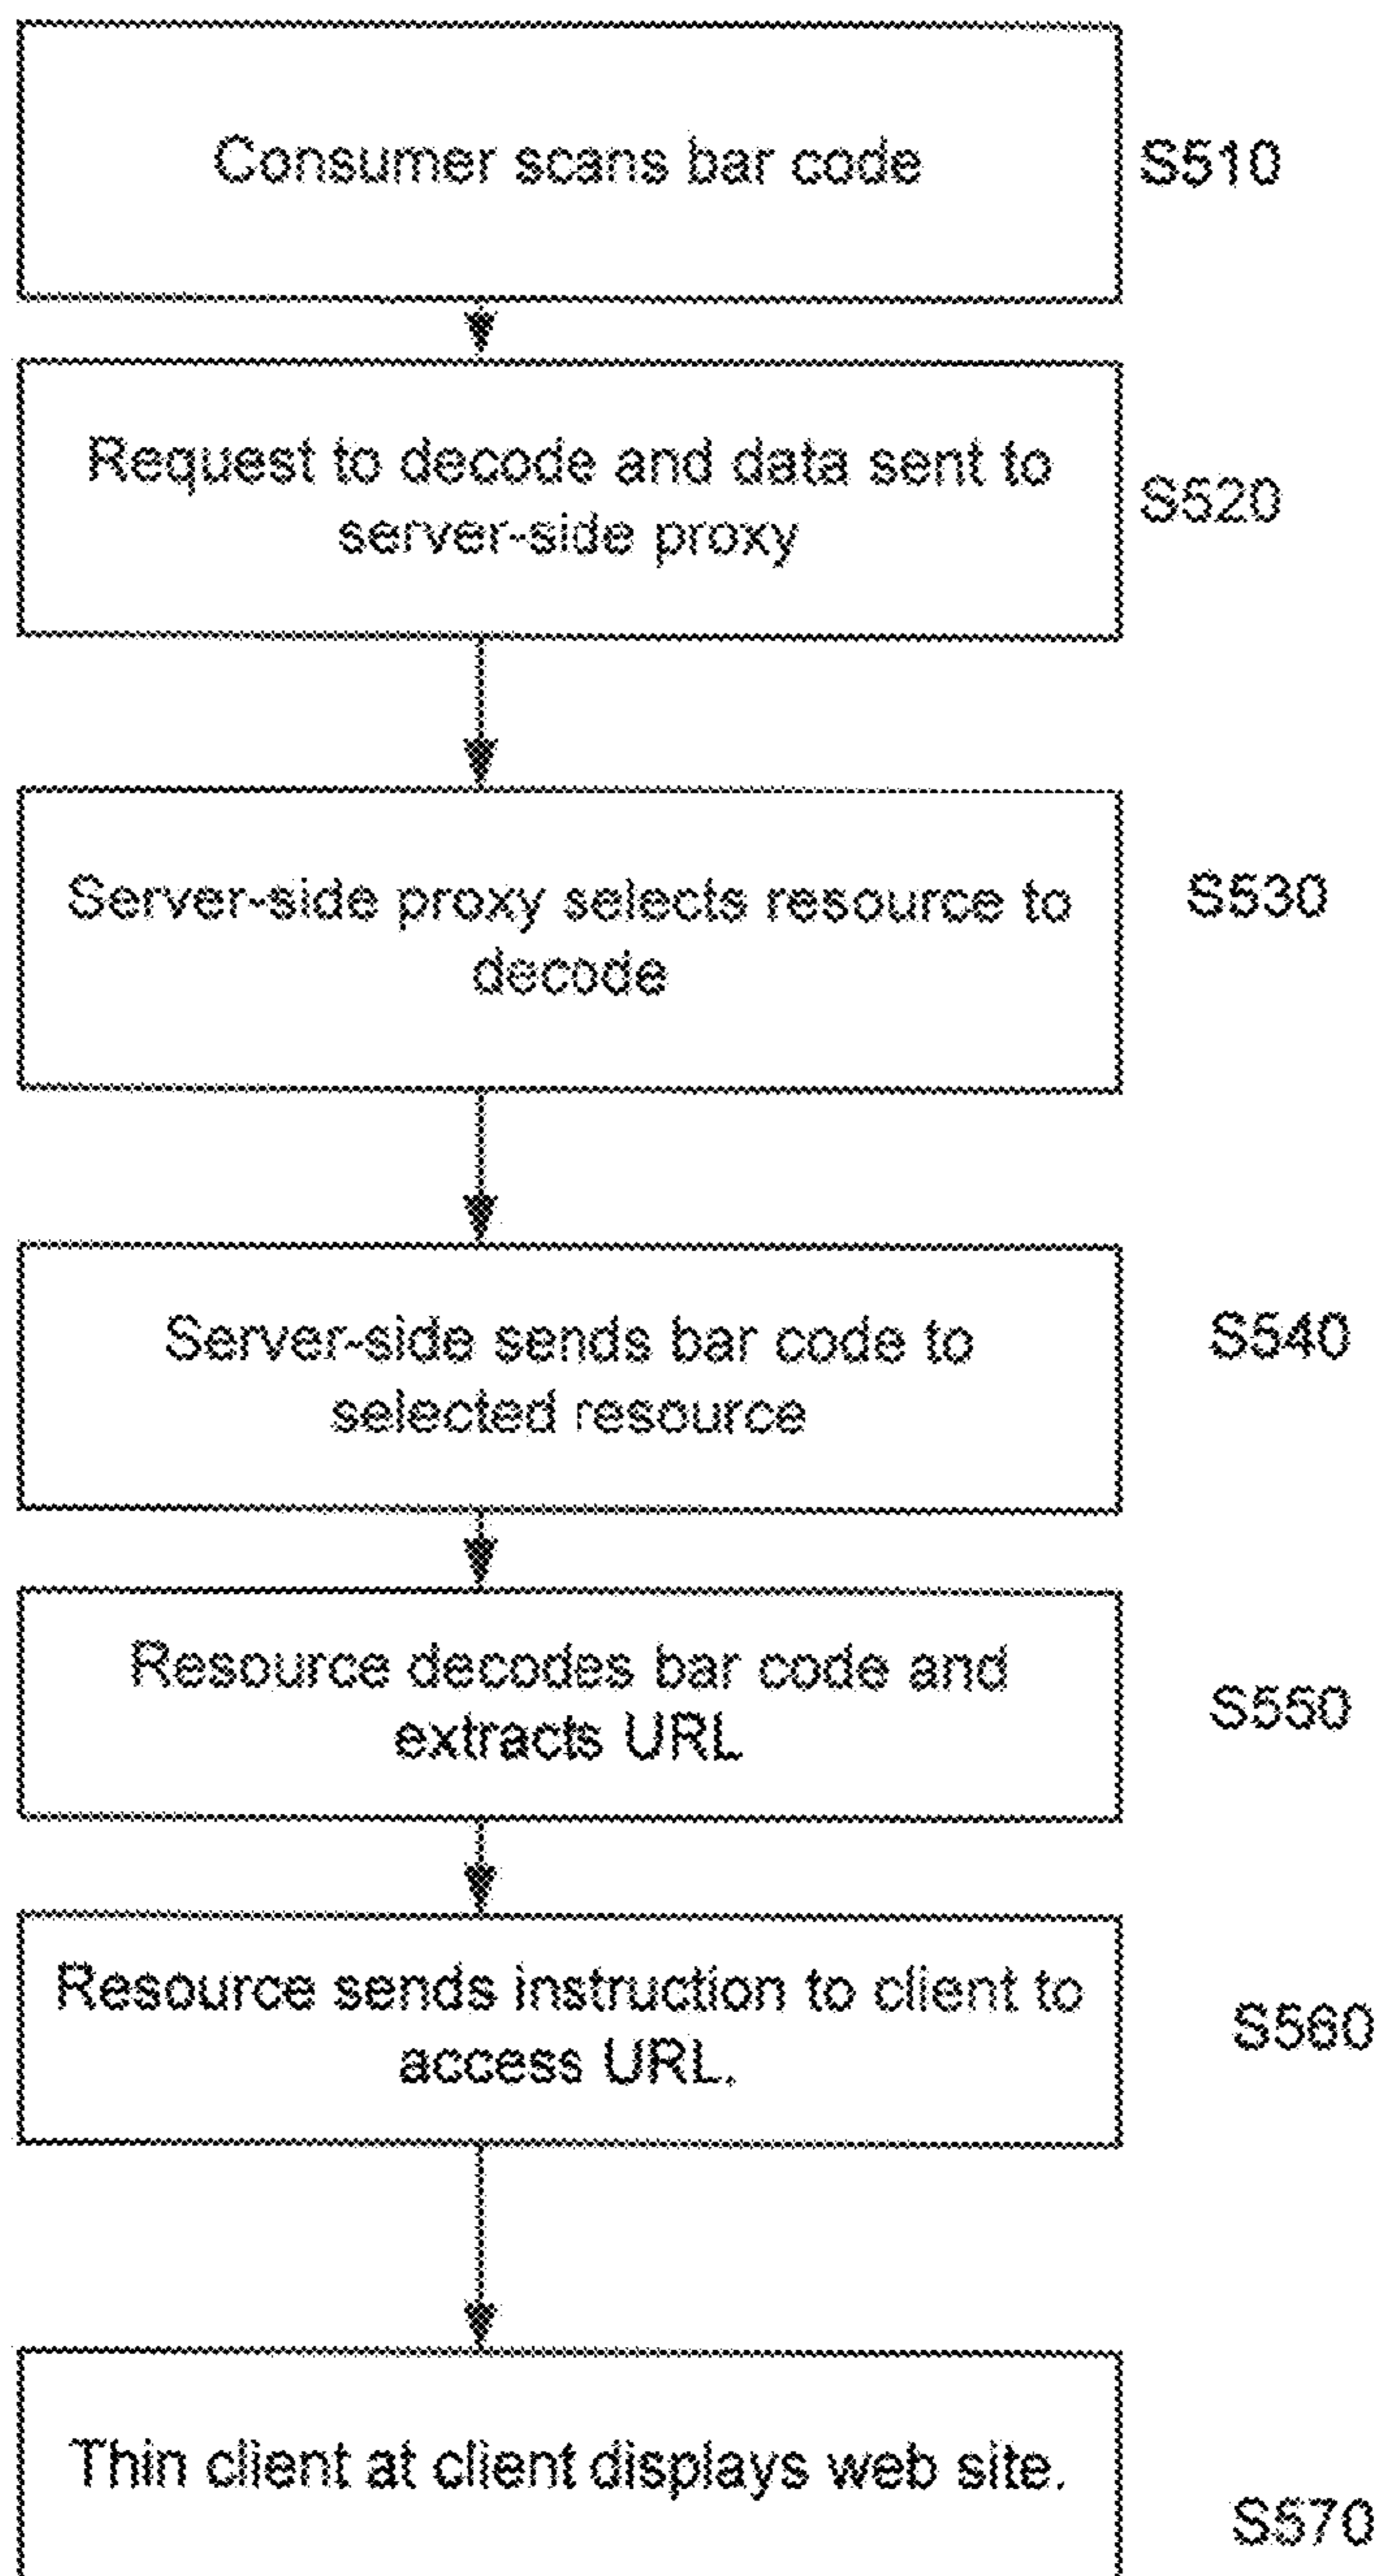 Consumer scans bar code
S510
Request to decode and data sent to
server-side proxy
S520
Server-side proxy selects resource to
decode
S530
Server-side sends bar code to
selected resource
S540
Resource decodes bar code and
extracts URL
S550
Resource sends instruction to client to
access URL.
S560
Thin client at client displays web site.
S570